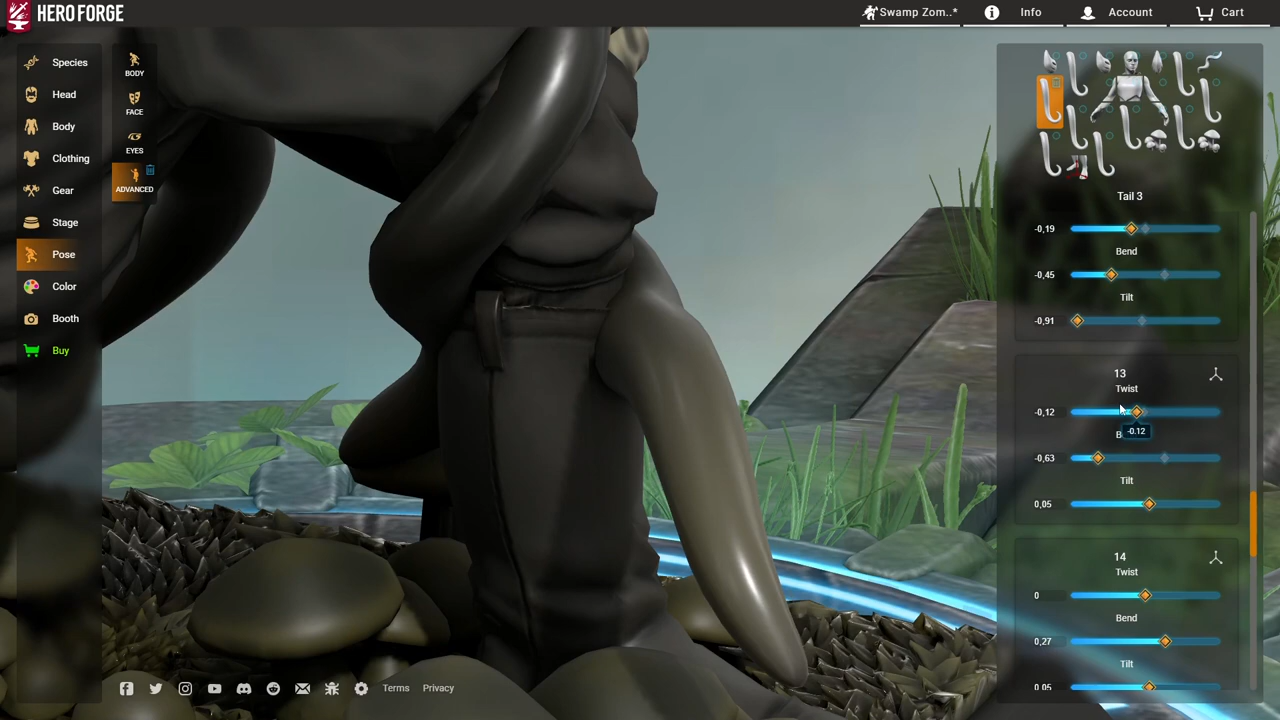 HERO FORGE
Swamp Zom..*
Info
Account
Cart
Species
Head
Body
Clothing
Gear
Stage
Pose
Color
Booth
Buy
BODY
FACE
EYES
ADVANCED
Tail 3
-0,19
Bend
-0,45
Tilt
-0,91
13
Twist
-0,12
-0.12
B
-0,63
Tilt
0,05
14
Twist
0
Bend
0,27
Tilt
0,05
Terms
Privacy